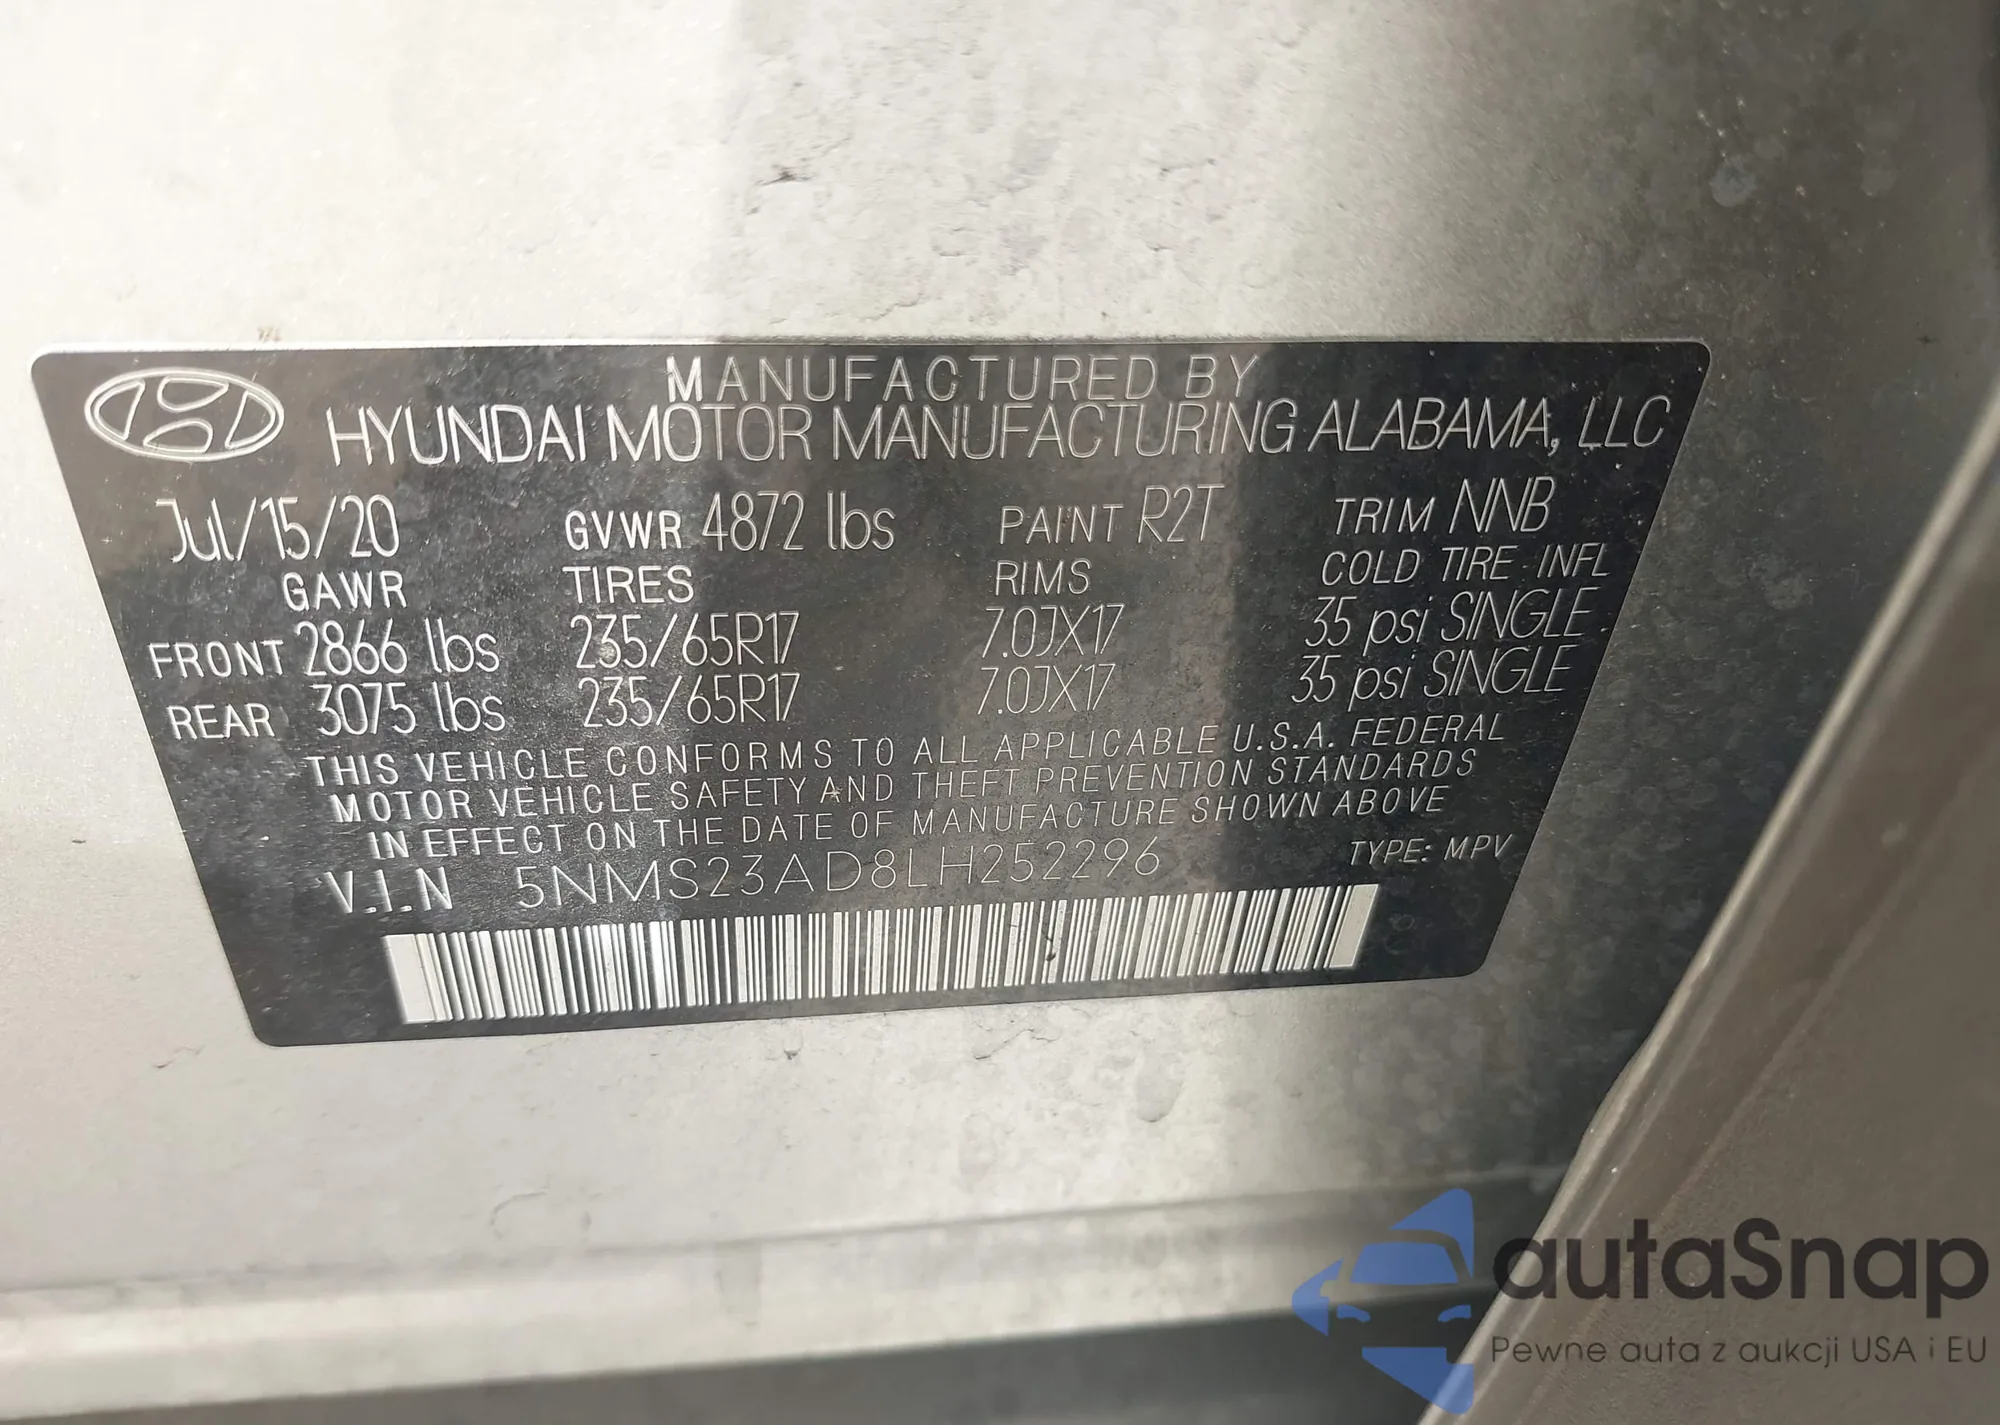 MANUFACTURED BY
HYUNDAI MOTOR MANUFACTURING ALABAMA, LLC
Jul/15/20 GVWR 4872 lbs PAINT R2T TRIM NNB
GAWR TIRES RIMS COLD TIRE INFL
FRONT 2866 lbs 235/65R17 7.0JX17 35 psi SINGLE
REAR 3075 lbs 235/65R17 7.0JX17 35 psi SINGLE
THIS VEHICLE CONFORMS TO ALL APPLICABLE U.S.A. FEDERAL
MOTOR VEHICLE SAFETY AND THEFT PREVENTION STANDARDS
IN EFFECT ON THE DATE OF MANUFACTURE SHOWN ABOVE
V.I.N 5NMS23AD8LH252296 TYPE: MPV
autaSnap
Pewne auta z aukcji USA i EU